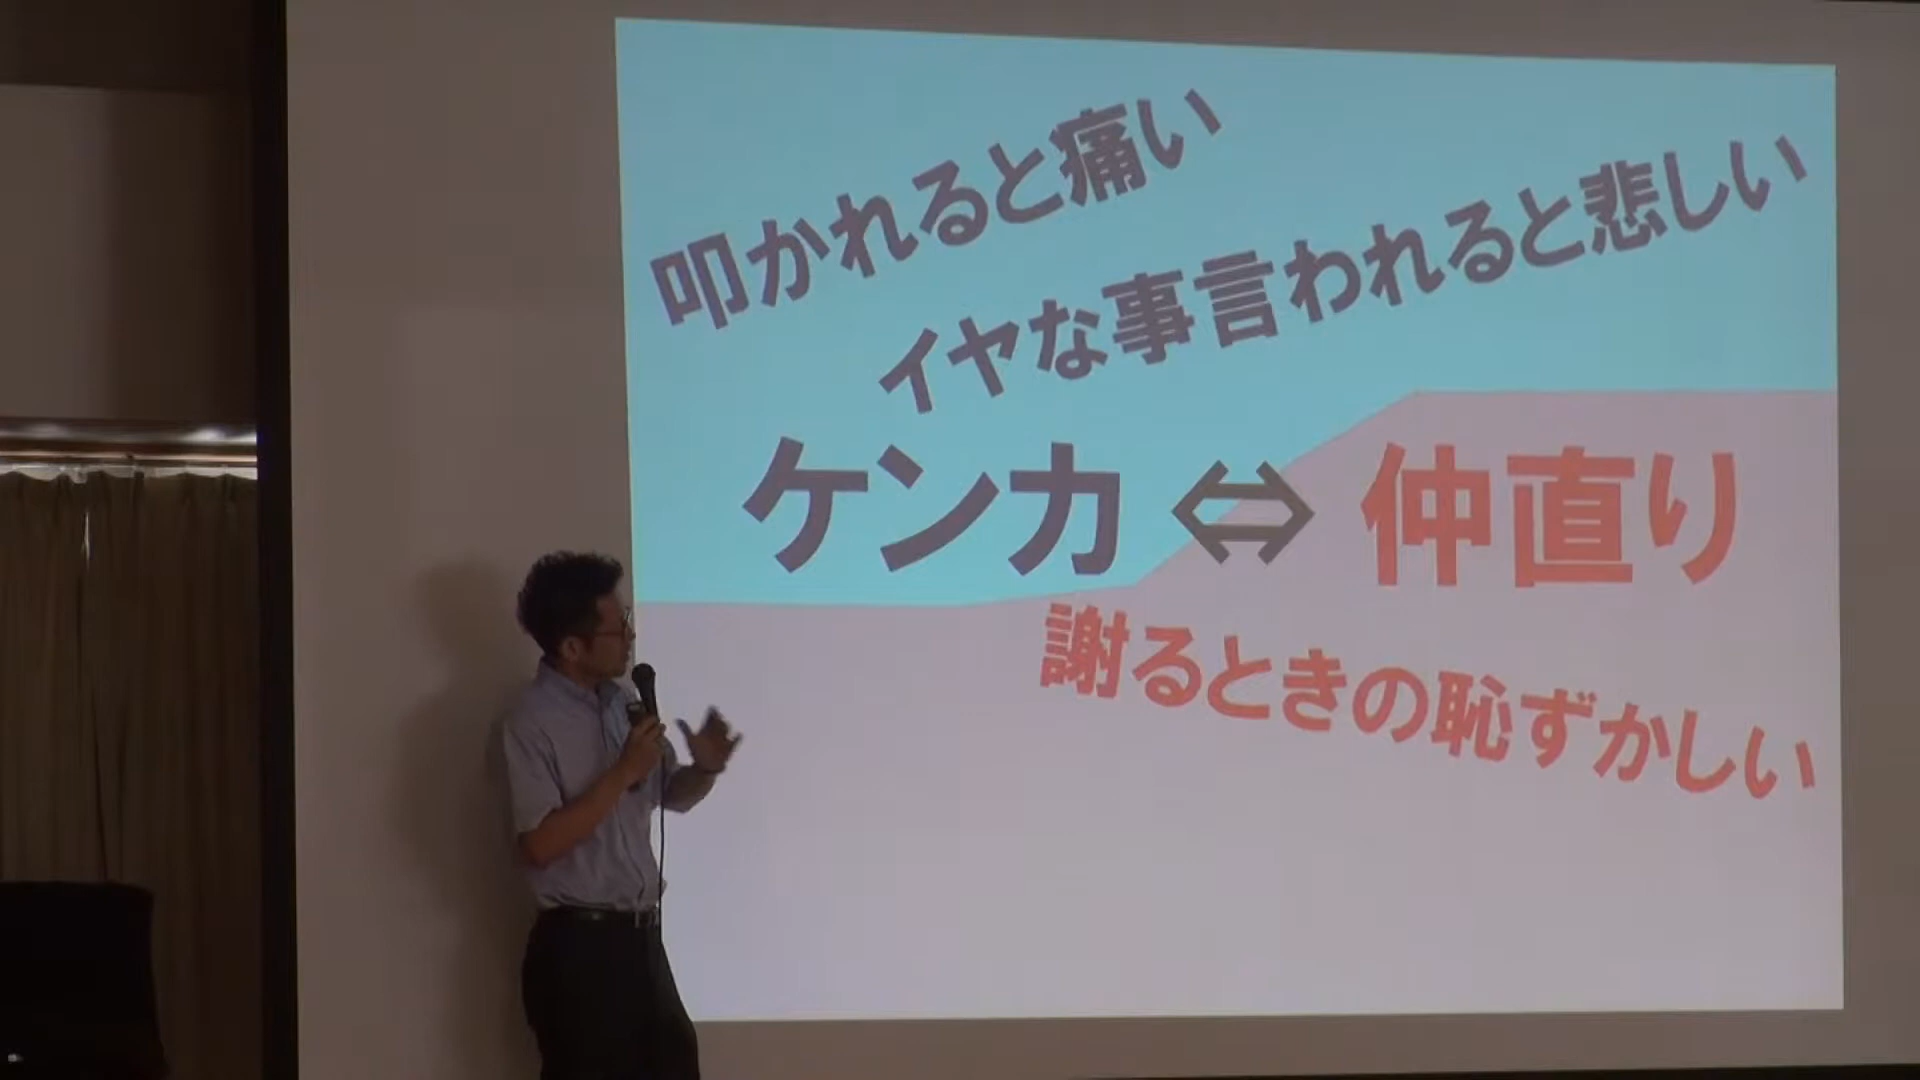 叩かれると痛い
イヤな事言われると悲しい
ケンカ ⇔ 仲直り
謝るときの恥ずかしい